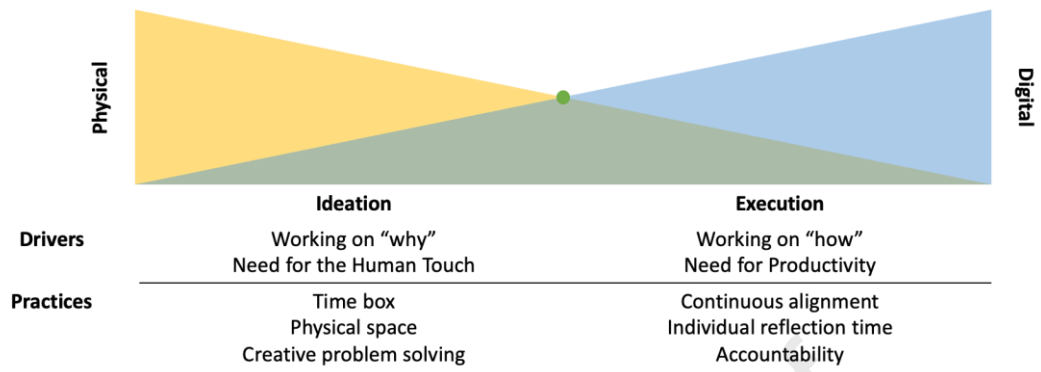 Physical
Digital
Ideation
Execution
Drivers
Working on “why”
Working on “how”
Need for the Human Touch
Need for Productivity
Practices
Time box
Continuous alignment
Physical space
Individual reflection time
Creative problem solving
Accountability